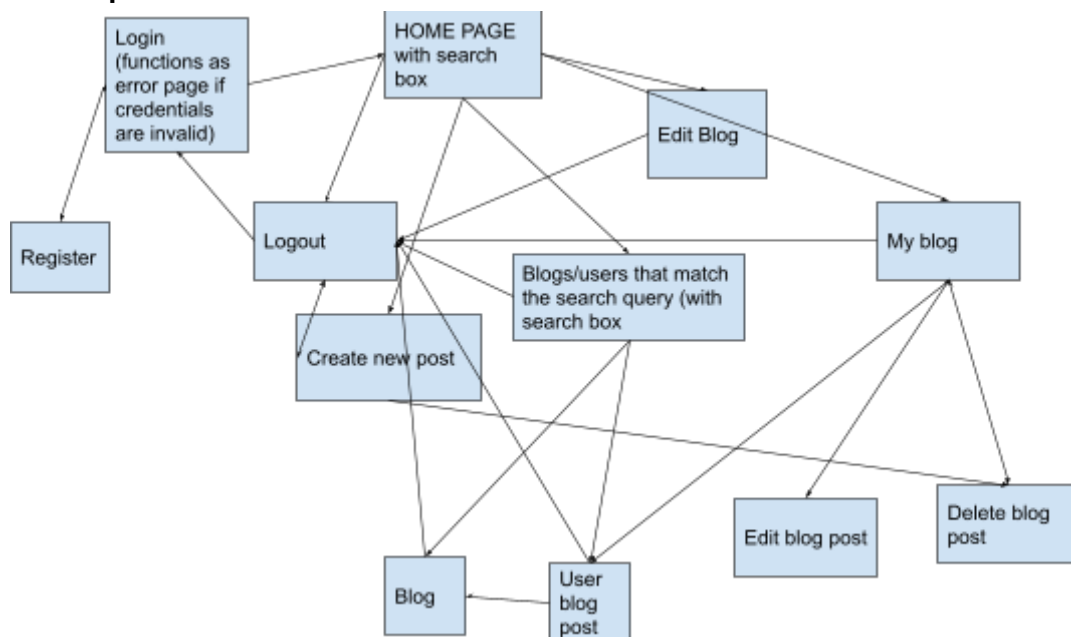 Login
(functions as
error page if
credentials
are invalid)
HOME PAGE
with search
box
Edit Blog
Register
Logout
My blog
Blogs/users that match
the search query (with
search box
Create new post
Edit blog post
Delete blog
post
Blog
User
blog
post